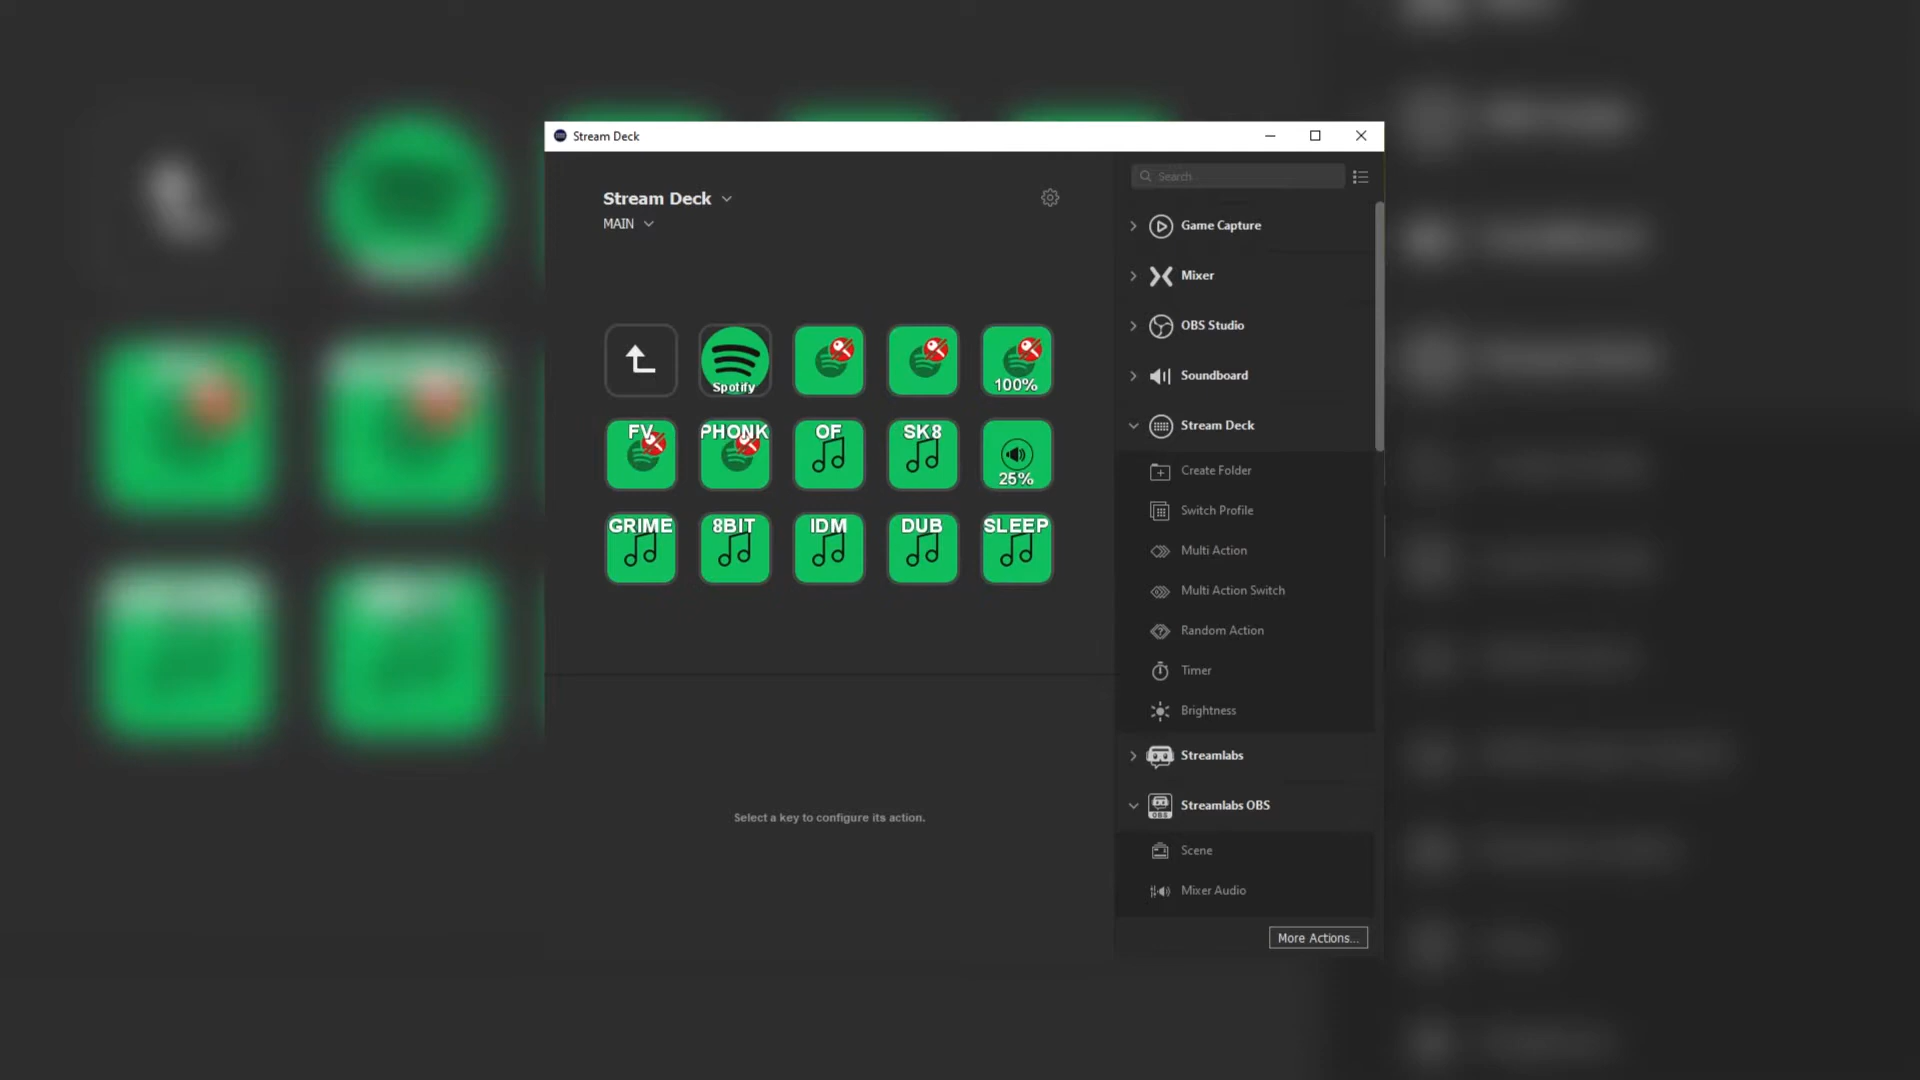 Stream Deck
Stream Deck
MAIN
Spotify
100%
FV
PHONK
OF
SK8
25%
GRIME
8BIT
IDM
DUB
SLEEP
Select a key to configure its action.
Search
Game Capture
Mixer
OBS Studio
Soundboard
Stream Deck
Create Folder
Switch Profile
Multi Action
Multi Action Switch
Random Action
Timer
Brightness
Streamlabs
OBS
Streamlabs OBS
Scene
Mixer Audio
More Actions...